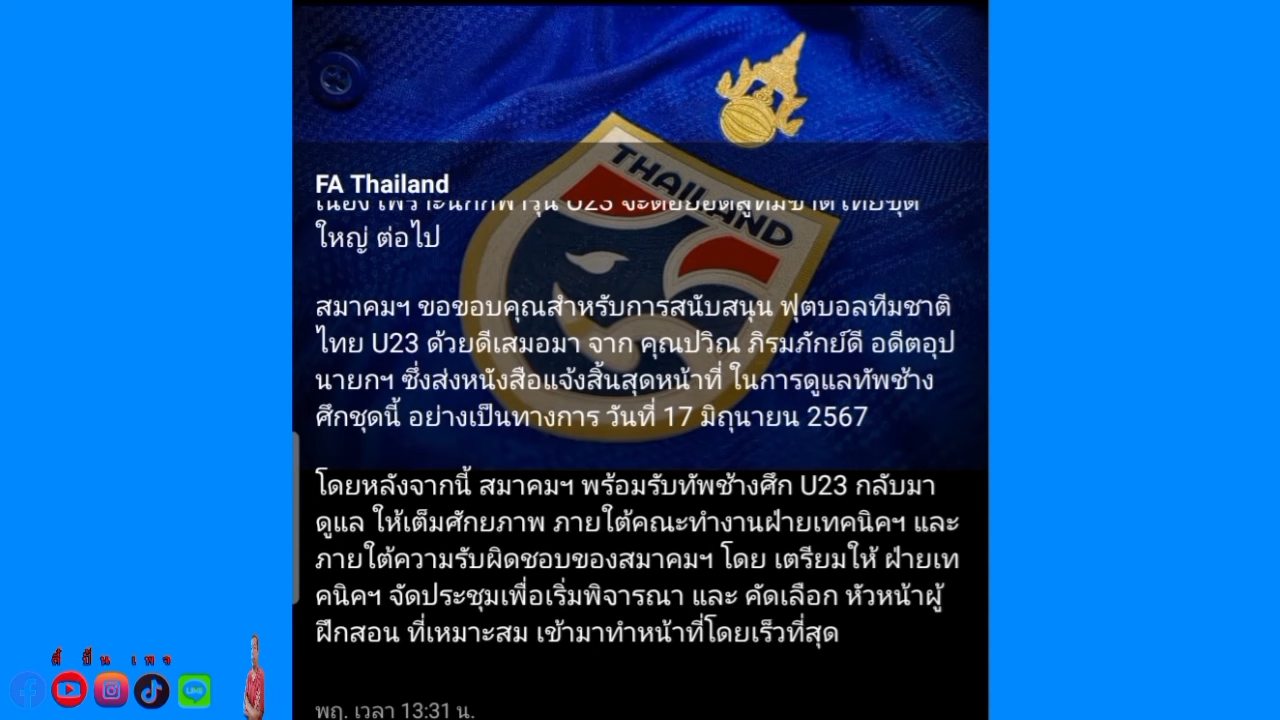 THAILAND
FA Thailand
ใหญ่ ต่อไป
สมาคมฯ ขอขอบคุณสำหรับการสนับสนุน ฟุตบอลทีมชาติ
ไทย U23 ด้วยดีเสมอมา จาก คุณปวิณ ภิรมภักย์ดี อดีตอุป
นายกฯ ซึ่งส่งหนังสือแจ้งสิ้นสุดหน้าที่ ในการดูแลทัพช้าง
ศึกชุดนี้ อย่างเป็นทางการ วันที่ 17 มิถุนายน 2567
โดยหลังจากนี้ สมาคมฯ พร้อมรับทัพช้างศึก U23 กลับมา
ดูแล ให้เต็มศักยภาพ ภายใต้คณะทำงานฝ่ายเทคนิคฯ และ
ภายใต้ความรับผิดชอบของสมาคมฯ โดย เตรียมให้ ฝ่ายเท
คนิคฯ จัดประชุมเพื่อเริ่มพิจารณา และ คัดเลือก หัวหน้าผู้
ฝึกสอน ที่เหมาะสม เข้ามาทำหน้าที่โดยเร็วที่สุด
พฤ. เวลา 13:31 น.
LINE